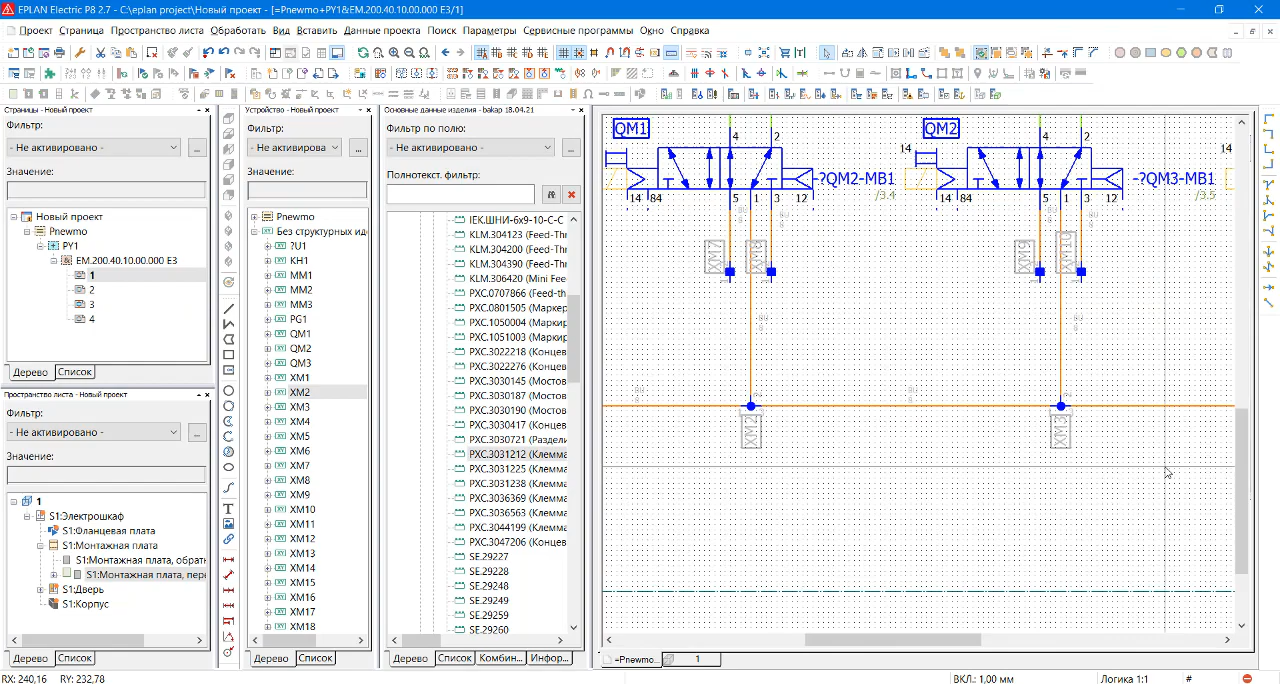 EPLAN Electric P8 2.7 - C:\eplan project\Новый проект - [=Pnewmo+PY1&EM.200.40.10.00.000 E3/1]
Проект Страница Пространство листа Обработать Вид Вставить Данные проекта Поиск Параметры Сервисные программы Окно Справка
Страницы - Новый проект
Фильтр:
- Не активировано -
...
Значение:
Новый проект
Pnewmo
PY1
EM.200.40.10.00.000 E3
1
2
3
4
Дерево Список
Пространство листа - Новый проект
Фильтр:
- Не активировано -
...
Значение:
1
S1:Электрошкаф
S1:Фланцевая плата
S1:Монтажная плата
S1:Монтажная плата, обратн
S1:Монтажная плата, пере
S1:Дверь
S1:Корпус
Дерево Список
Устройство - Новый проект
Фильтр:
- Не активирова
...
Значение:
Pnewmo
Без структурных ид
?U1
KH1
MM1
MM2
MM3
PG1
QM1
QM2
QM3
XM1
XM2
XM3
XM4
XM5
XM6
XM7
XM8
XM9
XM10
XM11
XM12
XM13
XM14
XM15
XM16
XM17
XM18
Дерево Список
Основные данные изделия - bakap 18.04.21
Фильтр по полю:
- Не активировано -
...
Полнотекст. фильтр:
IEK.ШНИ-6x9-10-C-C
KLM.304123 (Feed-Thr
KLM.304200 (Feed-Thr
KLM.304390 (Feed-Thr
KLM.306420 (Mini Fee
PXC.0707866 (Feed-th
PXC.0801505 (Маркер
PXC.1050004 (Маркир
PXC.1051003 (Маркир
PXC.3022218 (Концев
PXC.3022276 (Концев
PXC.3030145 (Мостов
PXC.3030187 (Мостов
PXC.3030190 (Мостов
PXC.3030417 (Концев
PXC.3030721 (Раздели
PXC.3031212 (Клемма
PXC.3031225 (Клемма
PXC.3031238 (Клемма
PXC.3036369 (Клемма
PXC.3036563 (Клемма
PXC.3044199 (Клемма
PXC.3047206 (Концев
SE.29227
SE.29228
SE.29248
SE.29249
SE.29259
SE.29260
Дерево Список Комбин... Инфор...
QM1 4 2 QM2 4 2
14 14
-?QM2-MB1 -?QM3-MB1
/3.4 /3.5
14 84 5 1 3 12 14 84 5 1 3 12
XM7 XM8 XM9 XM10
XM2 XM3
=Pnewmo... 1
RX: 240,16 RY: 232,78 ВКЛ.: 1,00 мм Логика 1:1 #